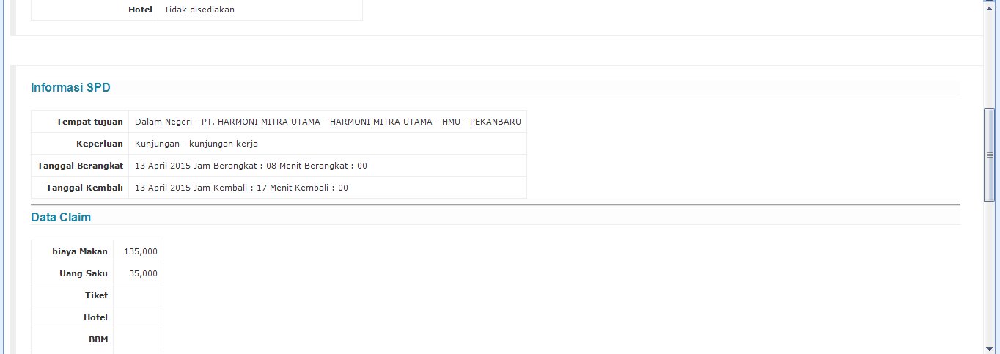 Hotel Tidak disediakan
Informasi SPD
Tempat tujuan Dalam Negeri - PT. HARMONI MITRA UTAMA - HARMONI MITRA UTAMA - HMU - PEKANBARU
Keperluan Kunjungan - kunjungan kerja
Tanggal Berangkat 13 April 2015 Jam Berangkat : 08 Menit Berangkat : 00
Tanggal Kembali 13 April 2015 Jam Kembali : 17 Menit Kembali : 00
Data Claim
biaya Makan 135,000
Uang Saku 35,000
Tiket
Hotel
BBM